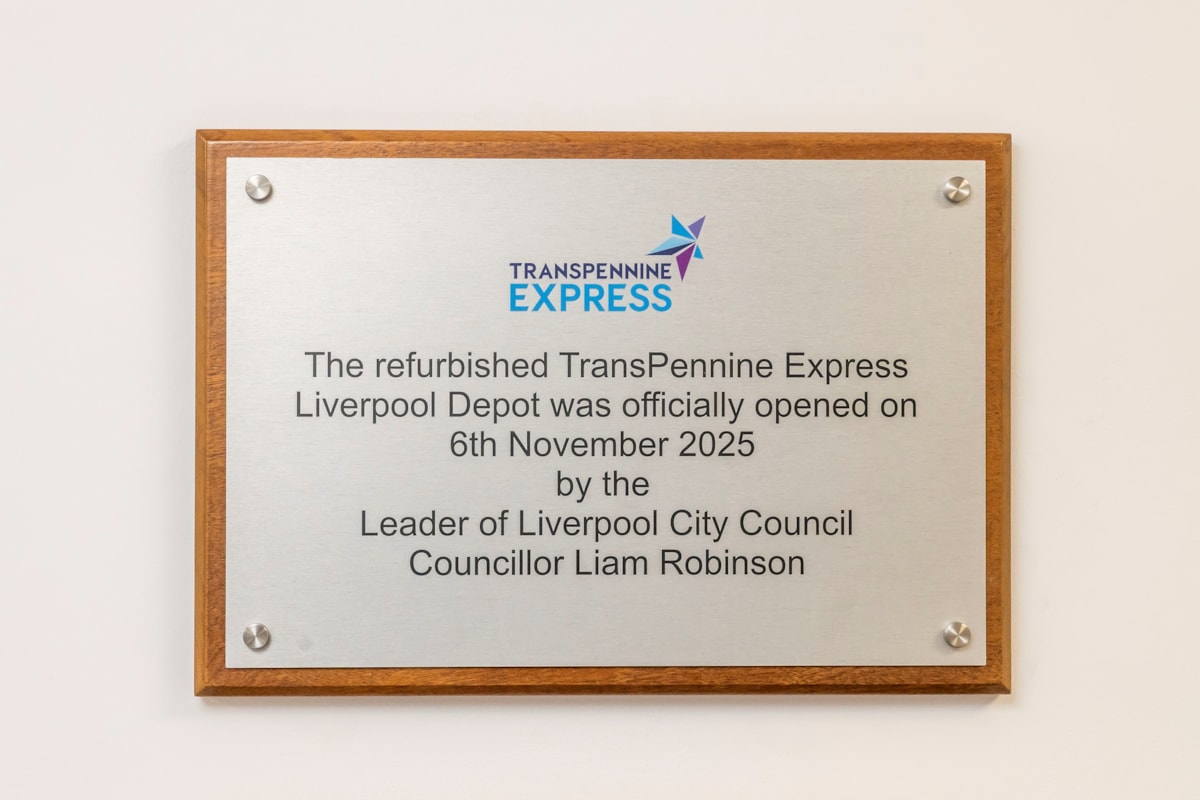 TRANSPENNINE
EXPRESS
The refurbished TransPennine Express
Liverpool Depot was officially opened on
6th November 2025
by the
Leader of Liverpool City Council
Councillor Liam Robinson